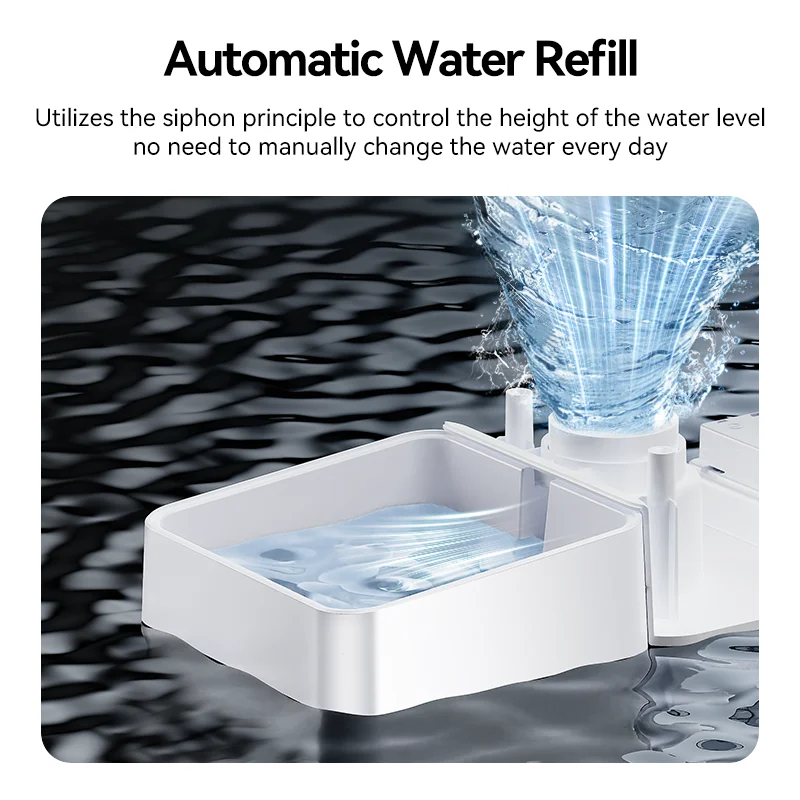 Automatic Water Refill
Utilizes the siphon principle to control the height of the water level
no need to manually change the water every day